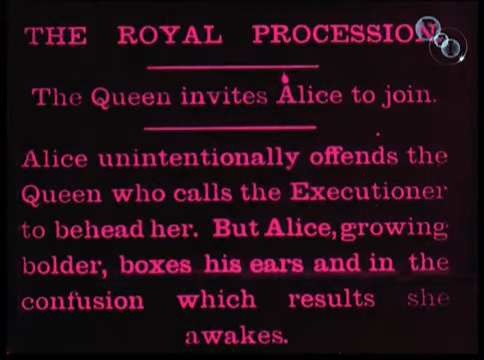 THE ROYAL PROCESSION.
The Queen invites Alice to join.
Alice unintentionally offends the
Queen who calls the Executioner
to behead her. But Alice, growing
bolder, boxes his ears and in the
confusion which results she
awakes.